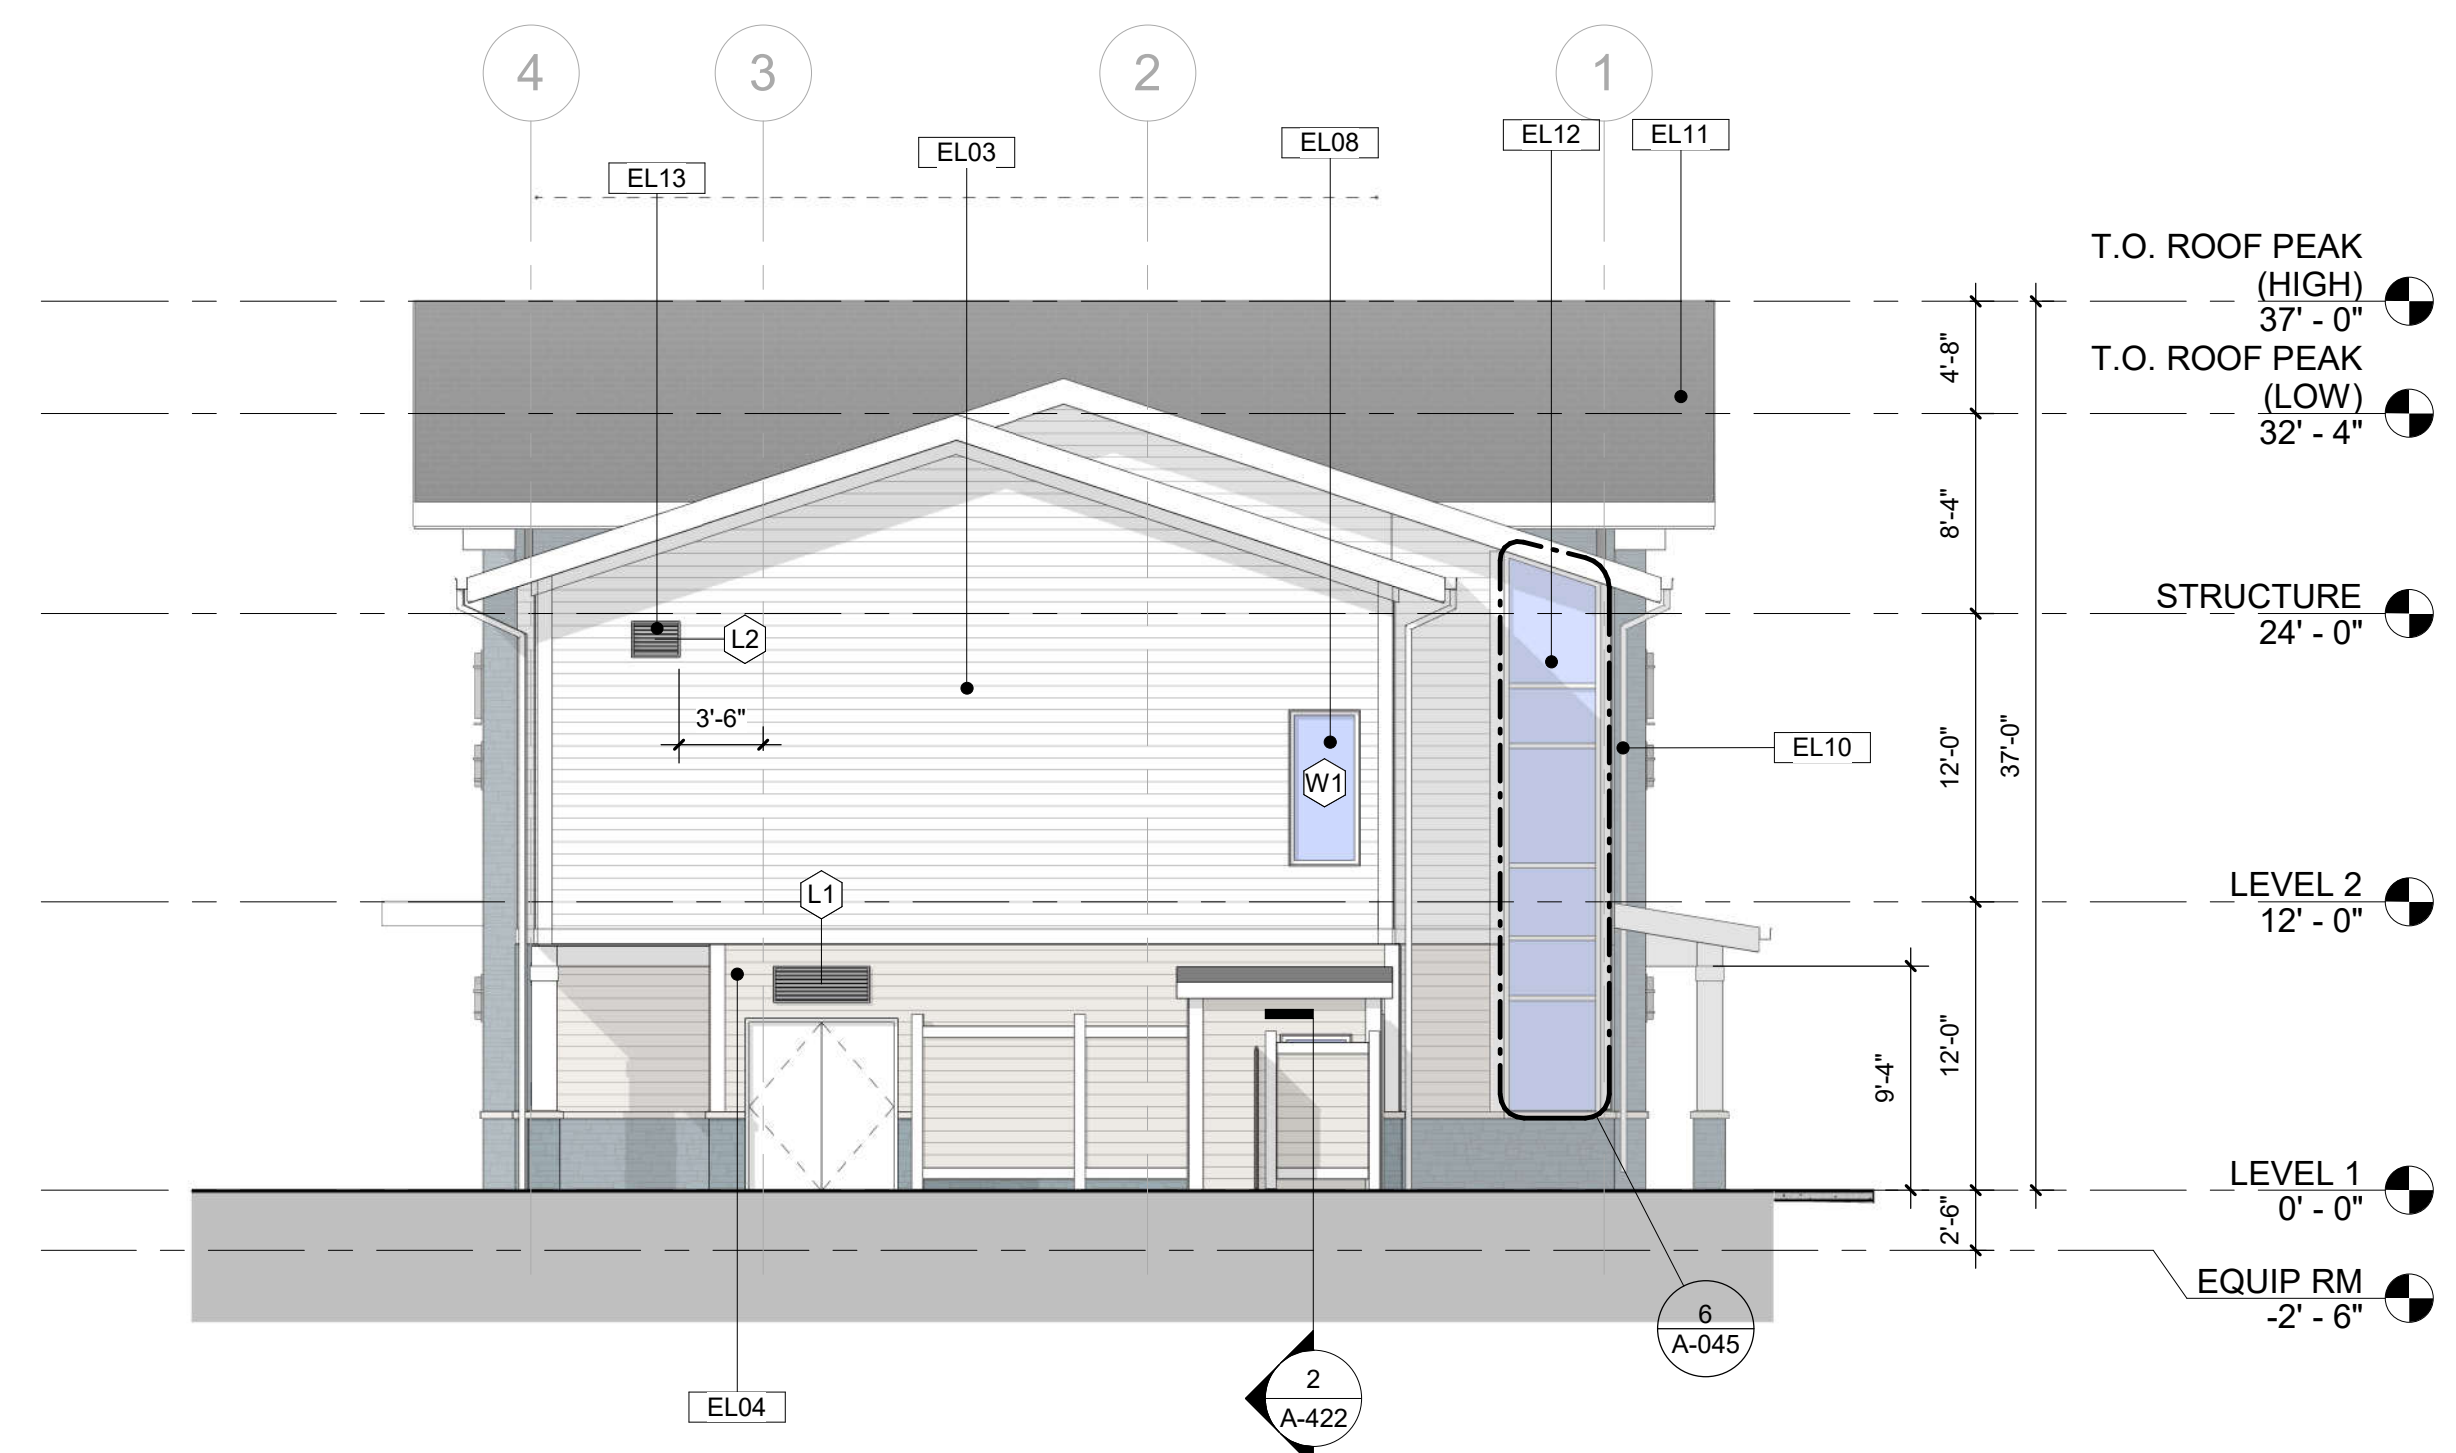 4
3
2
1
EL12
EL11
EL08
EL03
EL13
T.O. ROOF PEAK
(HIGH)
37' - 0"
4'-8"
T.O. ROOF PEAK
(LOW)
32' - 4"
8'-4"
STRUCTURE
24' - 0"
L2
3'-6"
12'-0"
37'-0"
EL10
W1
L1
LEVEL 2
12' - 0"
9'-4"
12'-0"
LEVEL 1
0' - 0"
2'-6"
EQUIP RM
-2' - 6"
6
A-045
2
A-422
EL04